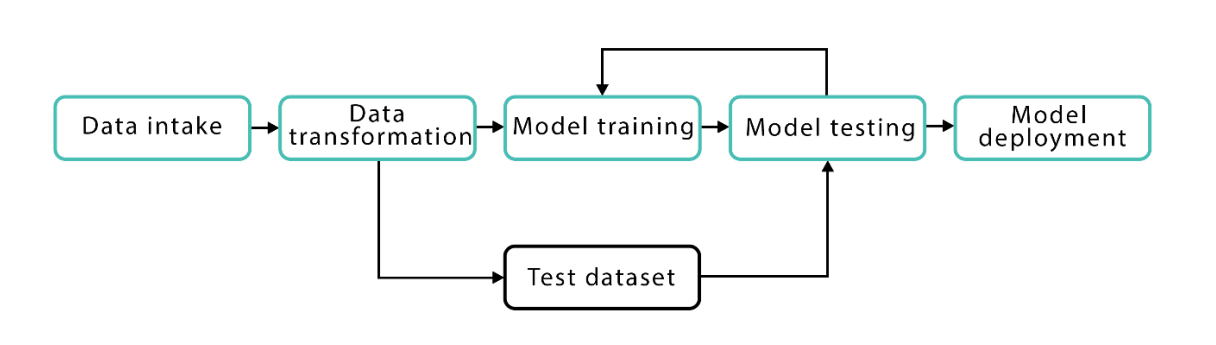 Data intake
Data
transformation
Model training
Model testing
Model
deployment
Test dataset